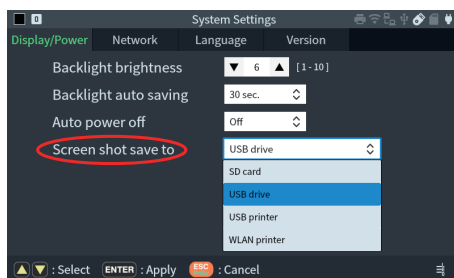 0 System Settings
Display/Power Network Language Version
Backlight brightness ▼ 6 ▲ [1-10]
Backlight auto saving 30 sec.
Auto power off Off
Screen shot save to USB drive
SD card
USB drive
USB printer
WLAN printer
▲▼ : Select ENTER : Apply ESC : Cancel